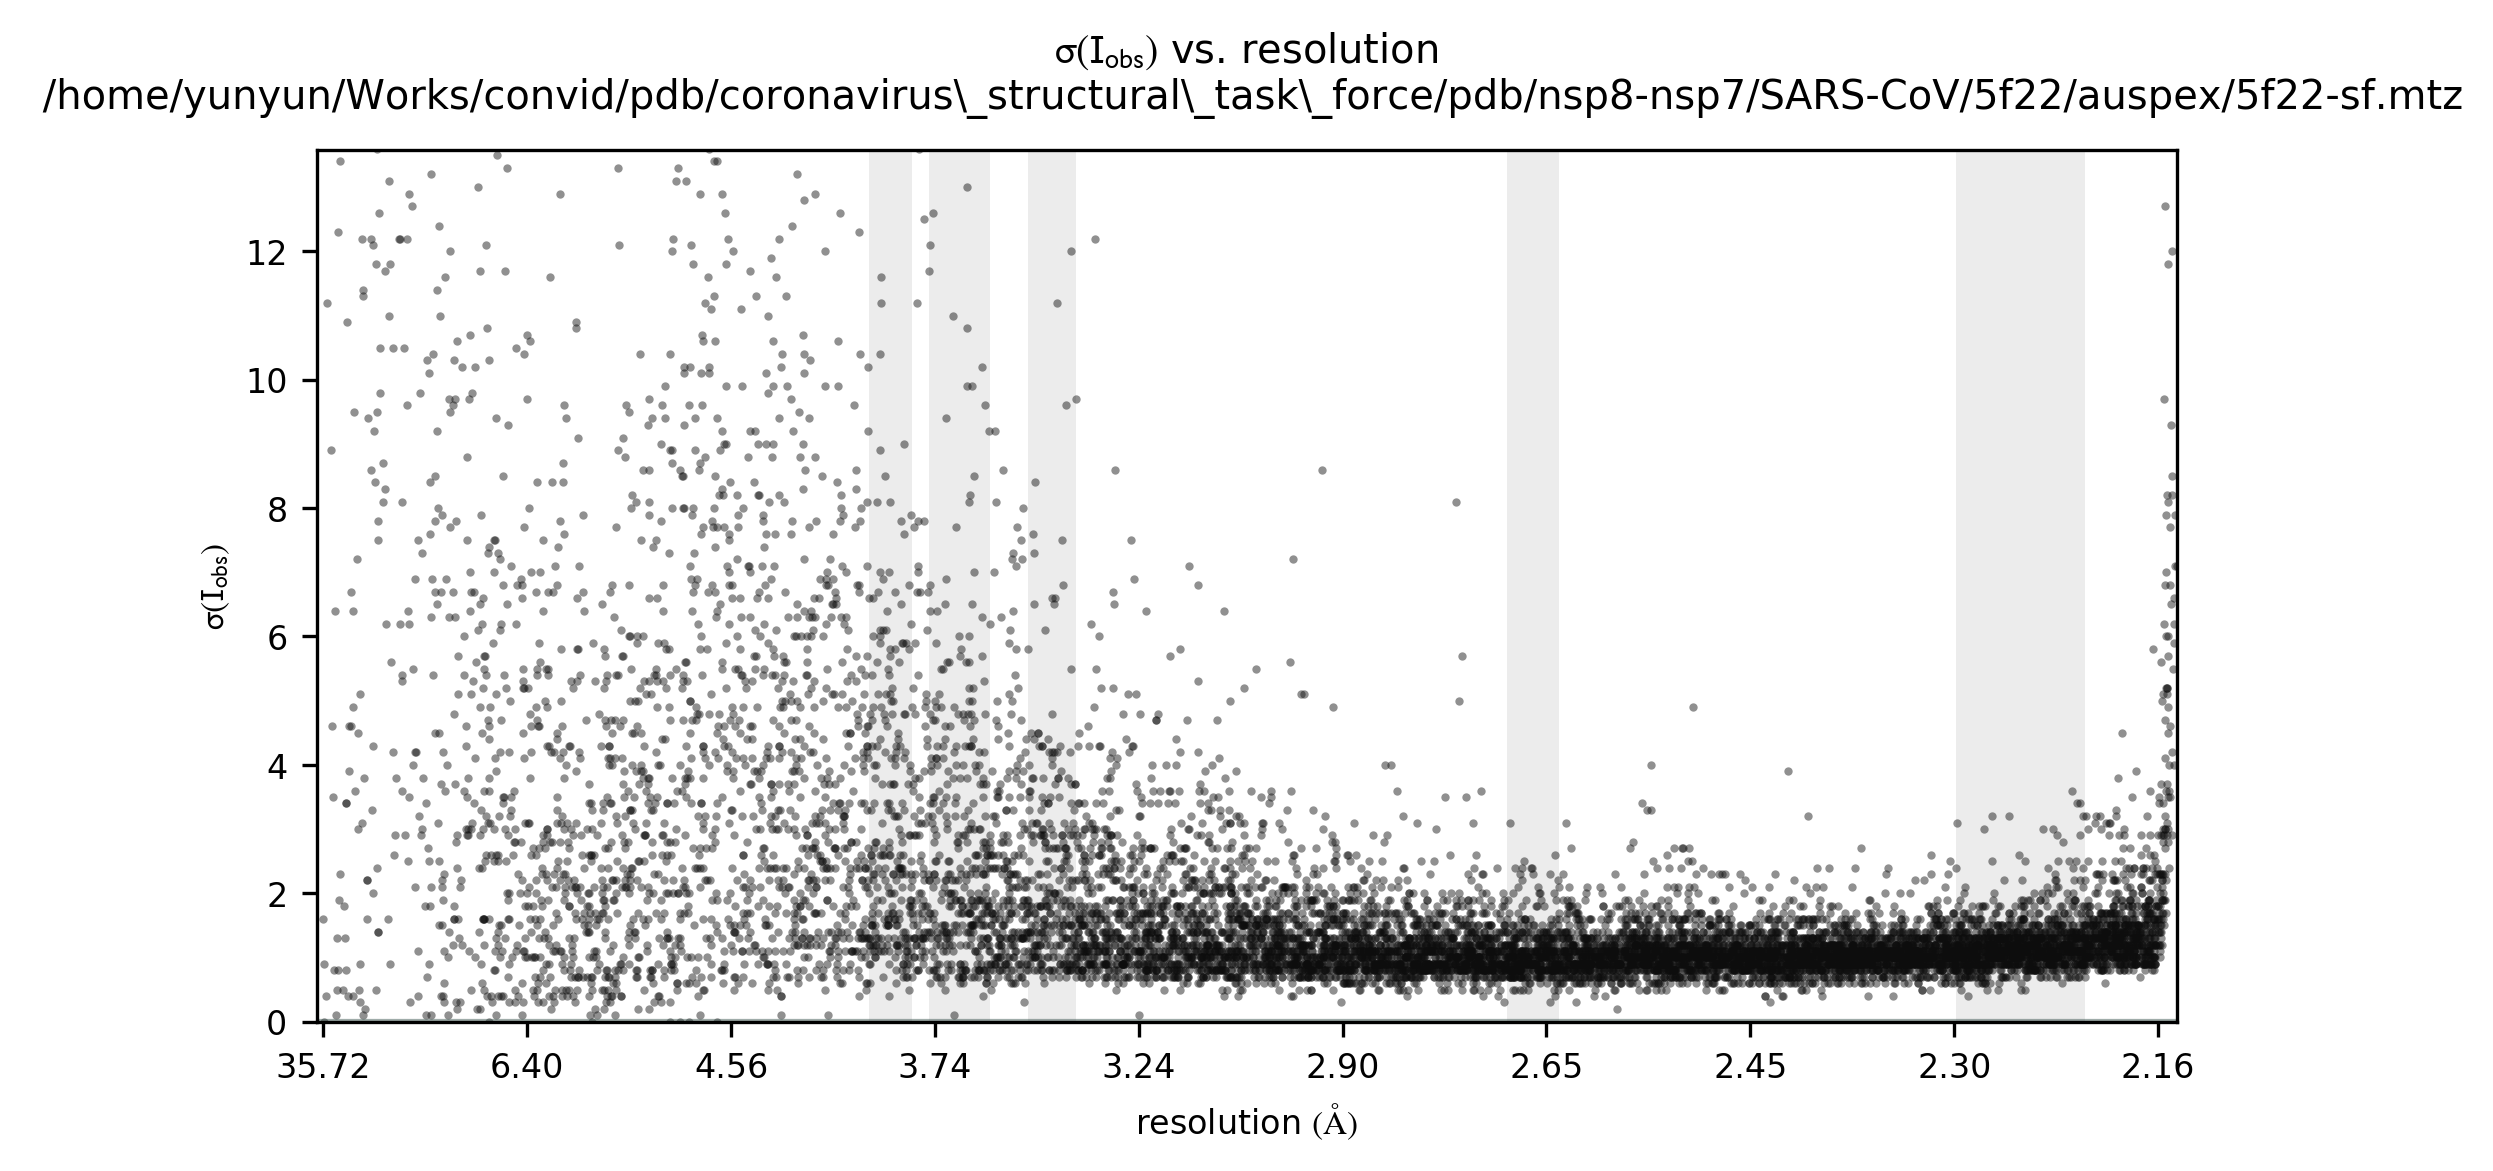 σ(I_obs) vs. resolution
/home/yunyun/Works/convid/pdb/coronavirus\_structural\_task\_force/pdb/nsp8-nsp7/SARS-CoV/5f22/auspex/5f22-sf.mtz
12
10
8
6
4
2
0
σ(I_obs)
35.72 6.40 4.56 3.74 3.24 2.90 2.65 2.45 2.30 2.16
resolution (Å)